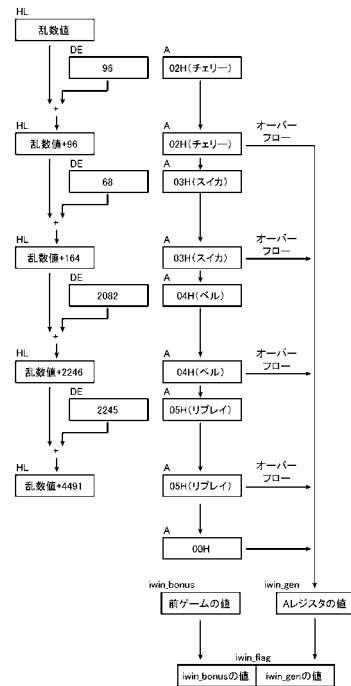 HL
乱数値
DE
96
A
02H(チェリー)
+
HL
乱数値+96
A
02H(チェリー)
オーバー
フロー
DE
68
A
03H(スイカ)
+
HL
乱数値+164
A
03H(スイカ)
オーバー
フロー
DE
2082
A
04H(ベル)
+
HL
乱数値+2246
A
04H(ベル)
オーバー
フロー
DE
2245
A
05H(リプレイ)
+
HL
乱数値+4491
A
05H(リプレイ)
オーバー
フロー
A
00H
iwin_bonus
前ゲームの値
iwin_gen
Aレジスタの値
iwin_flag
iwin_bonusの値
iwin_genの値